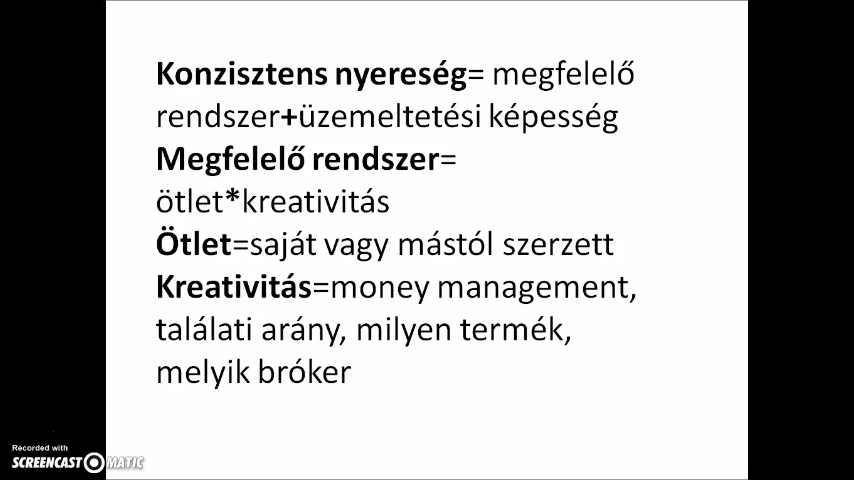 Konzisztens nyereség= megfelelő
rendszer+üzemeltetési képesség
Megfelelő rendszer=
ötlet*kreativitás
Ötlet=saját vagy mástól szerzett
Kreativitás=money management,
találati arány, milyen termék,
melyik bróker
Recorded with
SCREENCAST MATIC